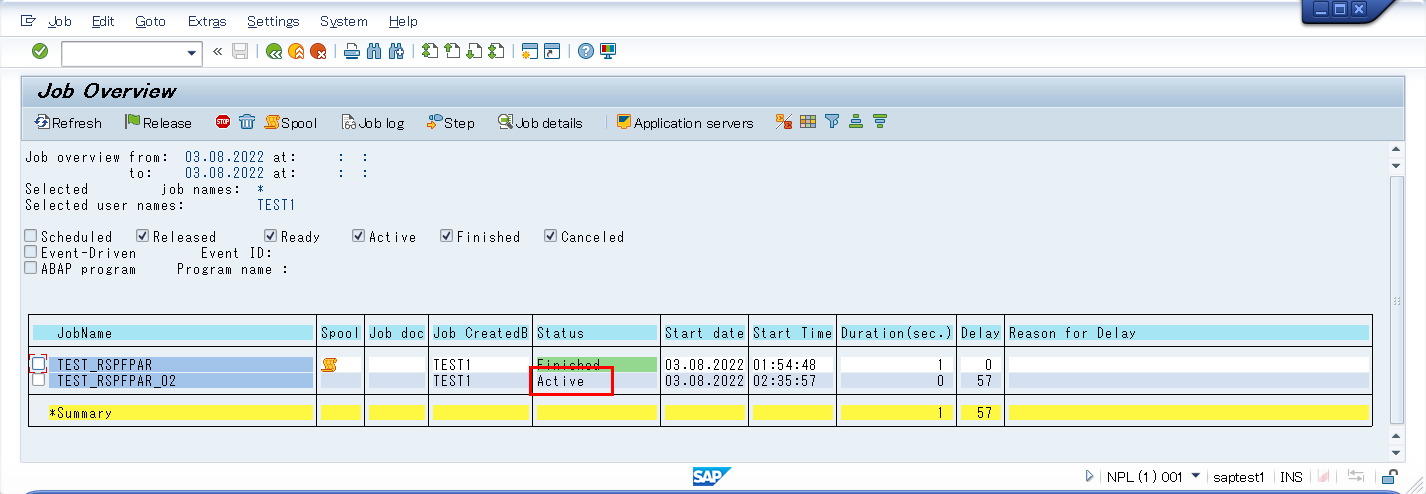 Job Edit Goto Extras Settings System Help
Job Overview
Refresh Release STOP Spool Job log Step Job details Application servers
Job overview from: 03.08.2022 at: : :
to: 03.08.2022 at: : :
Selected job names: *
Selected user names: TEST1
Scheduled Released Ready Active Finished Canceled
Event-Driven Event ID:
ABAP program Program name :
JobName Spool Job doc Job CreatedB Status Start date Start Time Duration(sec.) Delay Reason for Delay
TEST_RSPFPAR TEST1 Finished 03.08.2022 01:54:48 1 0
TEST_RSPFPAR_02 TEST1 Active 03.08.2022 02:35:57 0 57
*Summary 1 57
SAP NPL (1) 001 saptest1 INS